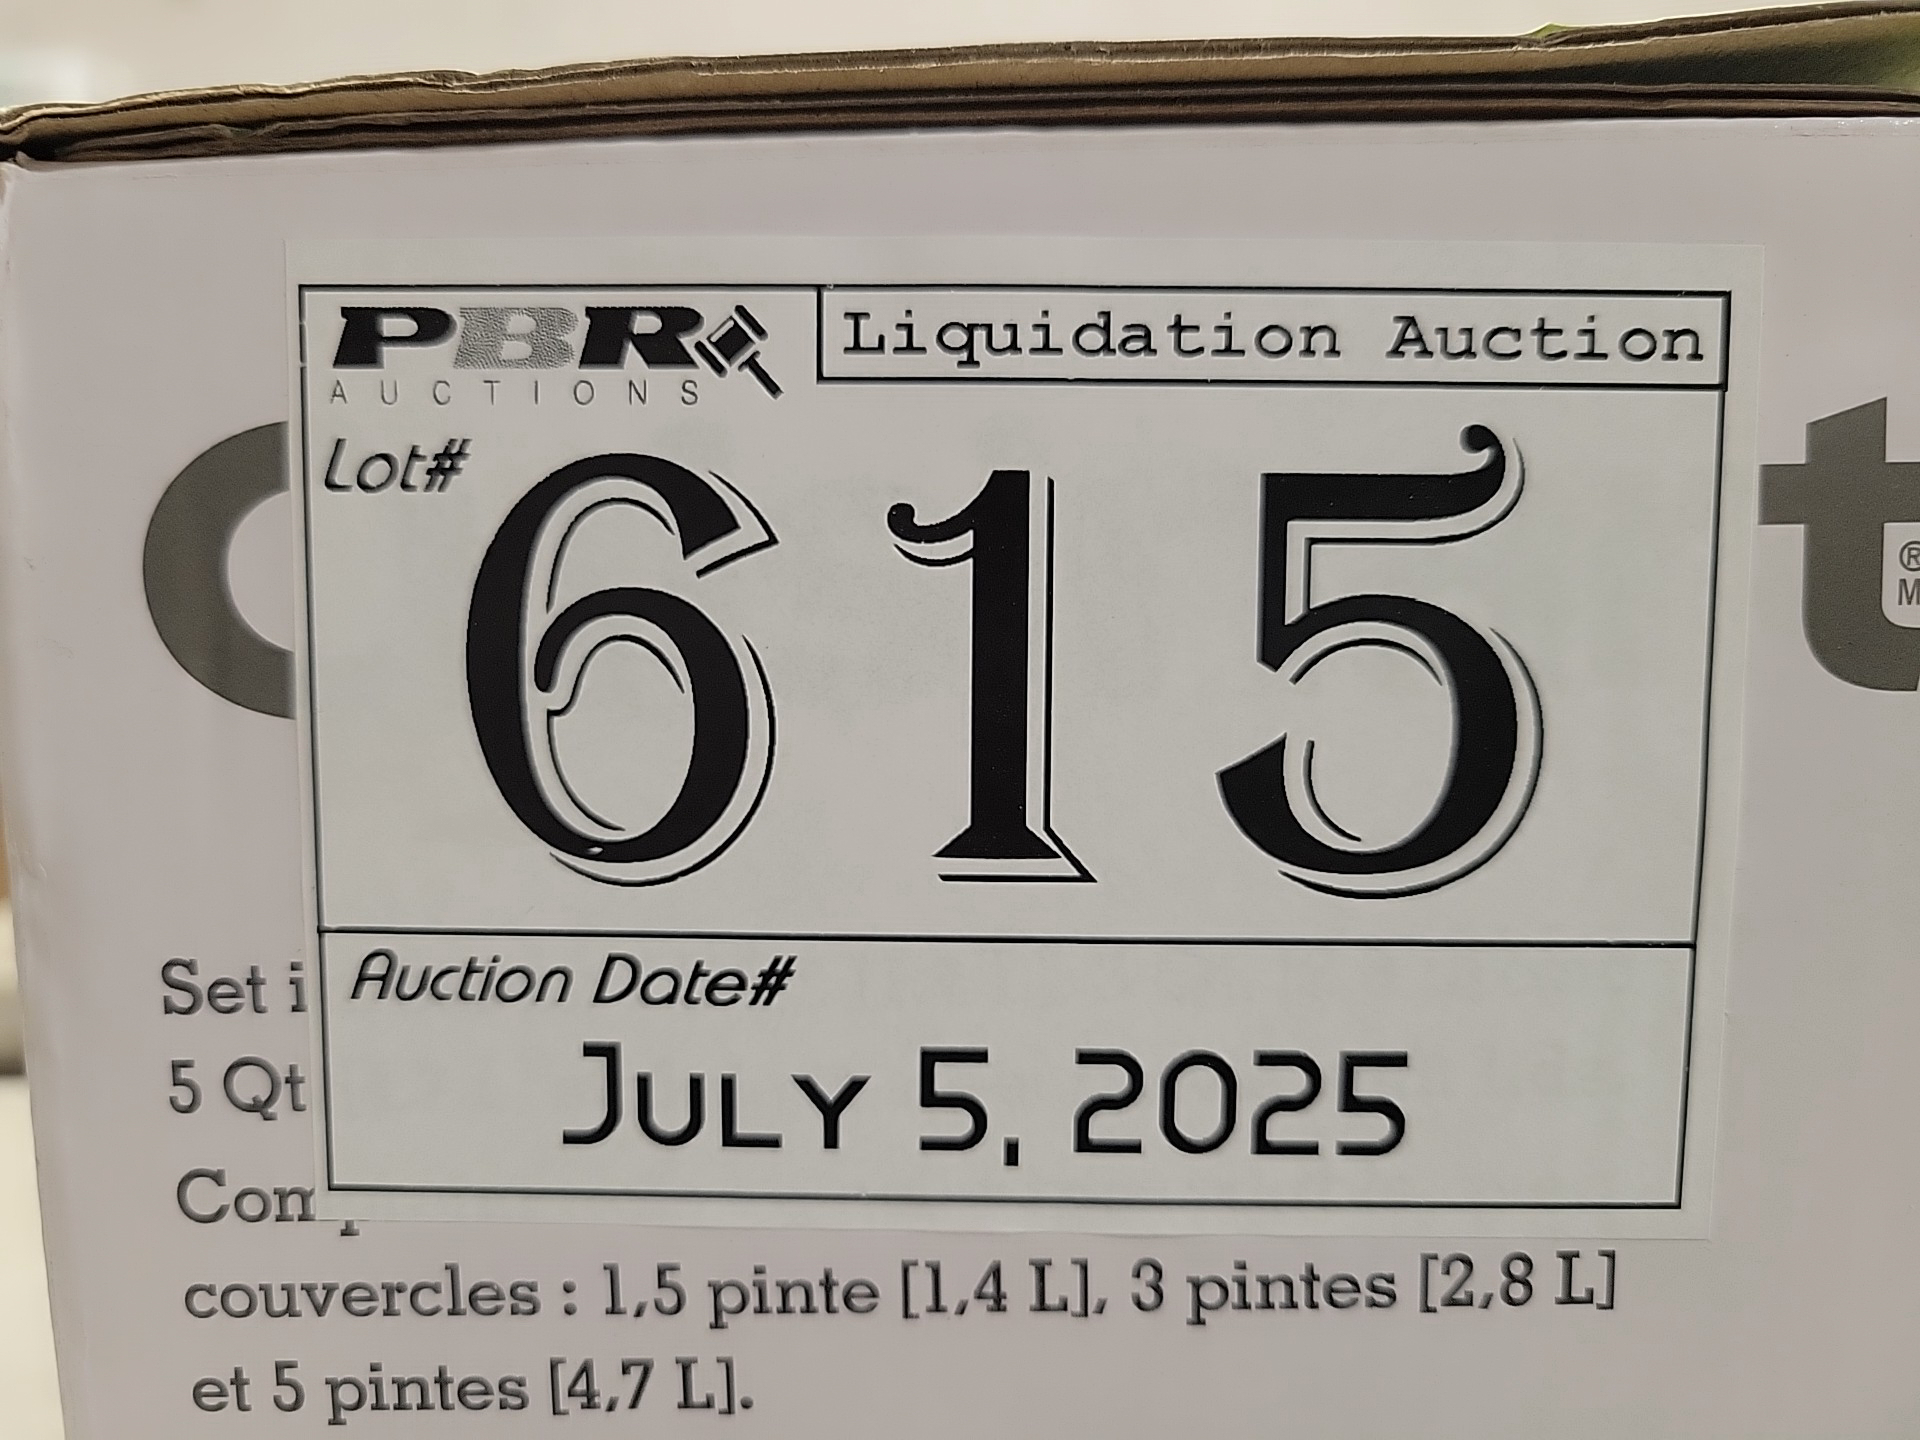 PBR
AUCTIONS
Liquidation Auction
Lot#
615
Auction Date#
JULY 5, 2025
t
®
Set i
5 Qt
Com
couvercles : 1,5 pinte [1,4 L], 3 pintes [2,8 L]
et 5 pintes [4,7 L].